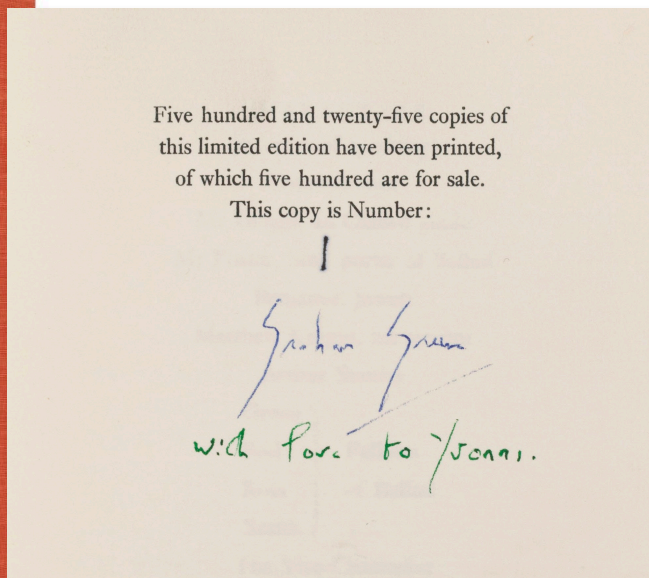 Five hundred and twenty-five copies of
this limited edition have been printed,
of which five hundred are for sale.
This copy is Number:
1
Graham Greene
with love to Yvonne.